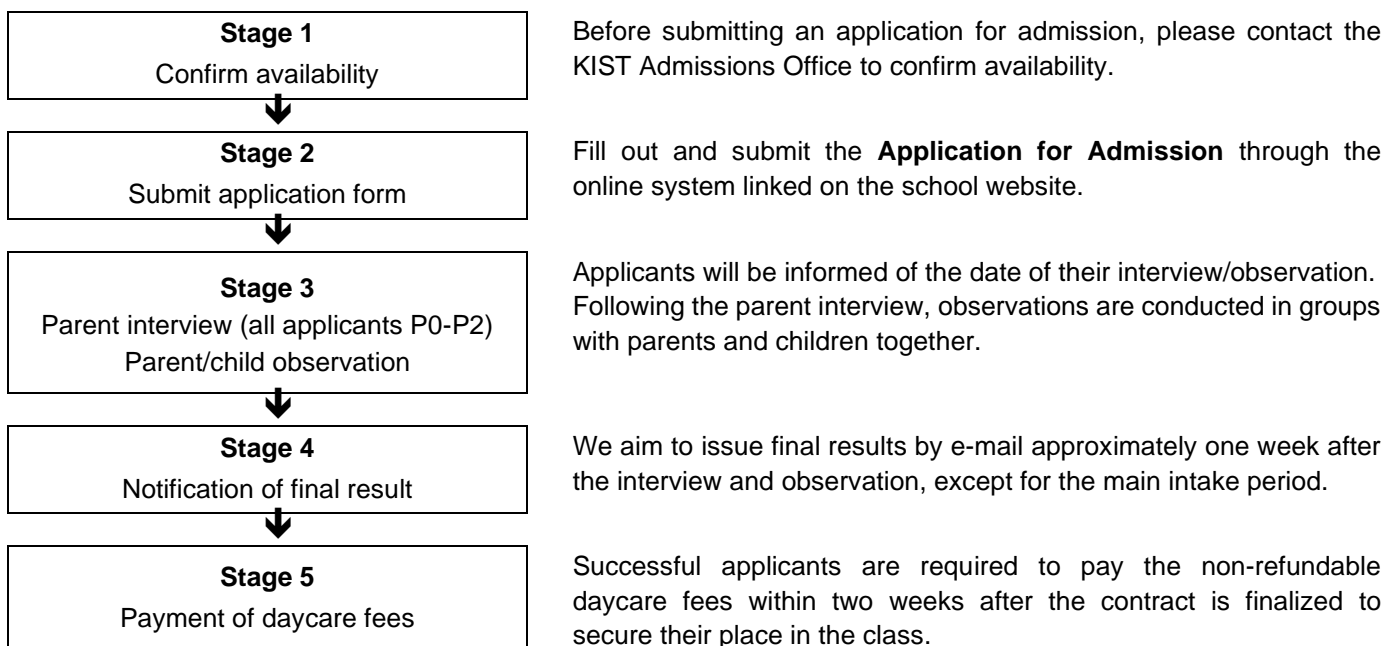 Stage 1
Confirm availability
Before submitting an application for admission, please contact the
KIST Admissions Office to confirm availability.
Stage 2
Submit application form
Fill out and submit the Application for Admission through the
online system linked on the school website.
Stage 3
Parent interview (all applicants P0-P2)
Parent/child observation
Applicants will be informed of the date of their interview/observation.
Following the parent interview, observations are conducted in groups
with parents and children together.
Stage 4
Notification of final result
We aim to issue final results by e-mail approximately one week after
the interview and observation, except for the main intake period.
Stage 5
Payment of daycare fees
Successful applicants are required to pay the non-refundable
daycare fees within two weeks after the contract is finalized to
secure their place in the class.